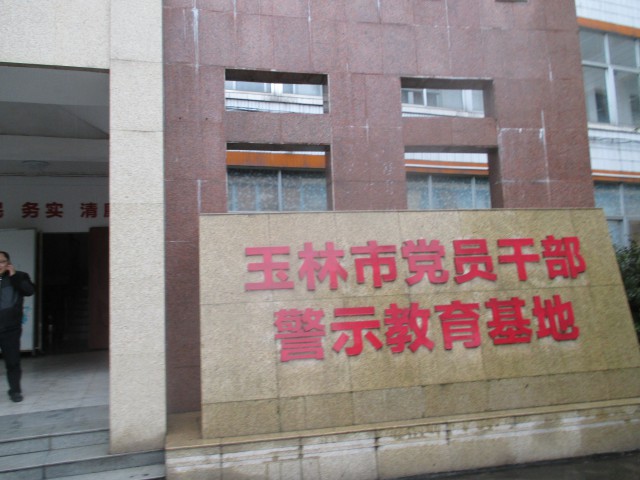 务实 清
玉林市党员干部
警示教育基地